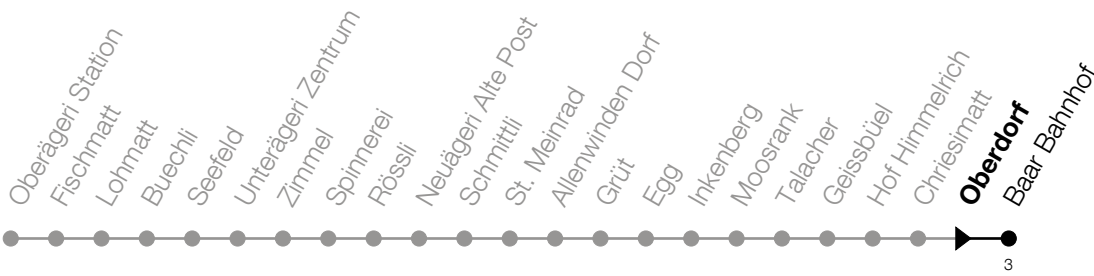 Oberägeri Station
Fischmatt
Lohmatt
Buechli
Seefeld
Unterägeri Zentrum
Zimmel
Spinnerei
Rössli
Neuägeri Alte Post
Schmittli
St. Meinrad
Allenwinden Dorf
Grüt
Egg
Inkenberg
Moosrank
Talacher
Geissbüel
Hof Himmelrich
Chriesimatt
Oberdorf
Baar Bahnhof
3